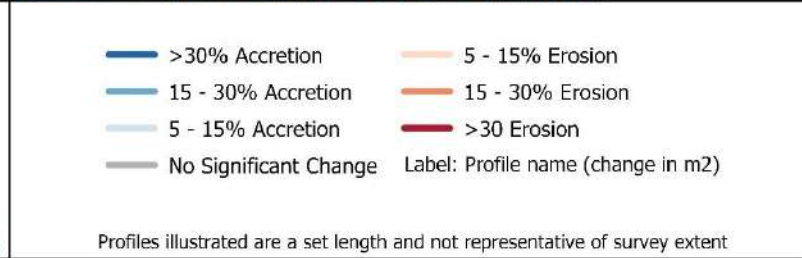 >30% Accretion
15 - 30% Accretion
5 - 15% Accretion
No Significant Change
5 - 15% Erosion
15 - 30% Erosion
>30 Erosion
Label: Profile name (change in m2)
Profiles illustrated are a set length and not representative of survey extent